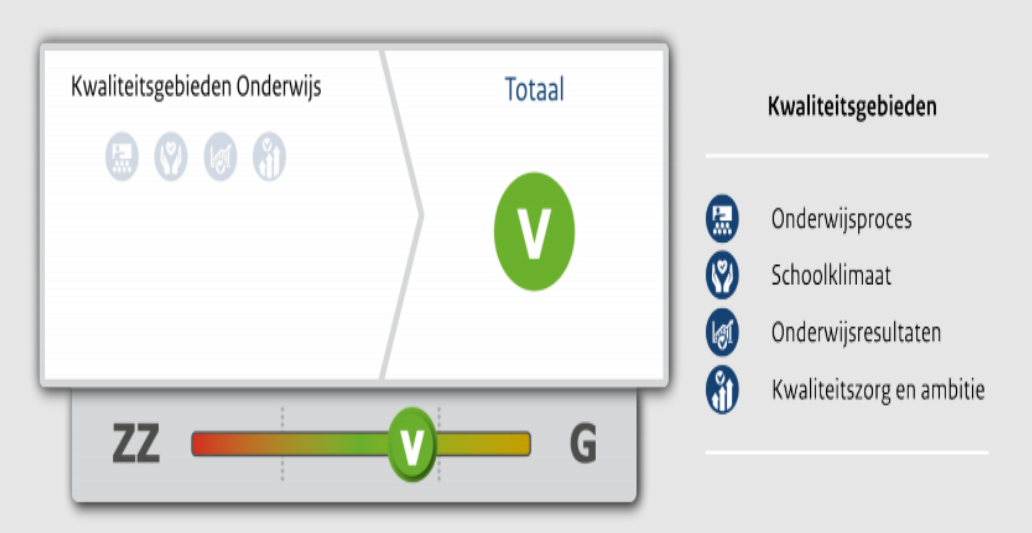 Kwaliteitsgebieden Onderwijs
Totaal
V
ZZ
V
G
Kwaliteitsgebieden
Onderwijsproces
Schoolklimaat
Onderwijsresultaten
Kwaliteitszorg en ambitie